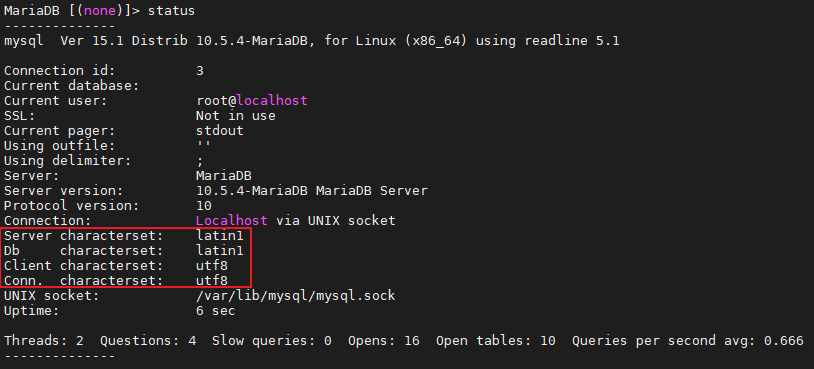 MariaDB [(none)]> status
--------------
mysql  Ver 15.1 Distrib 10.5.4-MariaDB, for Linux (x86_64) using readline 5.1

Connection id:          3
Current database:
Current user:           root@localhost
SSL:                    Not in use
Current pager:          stdout
Using outfile:          ''
Using delimiter:        ;
Server:                 MariaDB
Server version:         10.5.4-MariaDB MariaDB Server
Protocol version:       10
Connection:             Localhost via UNIX socket
Server characterset:    latin1
Db     characterset:    latin1
Client characterset:    utf8
Conn.  characterset:    utf8
UNIX socket:            /var/lib/mysql/mysql.sock
Uptime:                 6 sec

Threads: 2  Questions: 4  Slow queries: 0  Opens: 16  Open tables: 10  Queries per second avg: 0.666
--------------